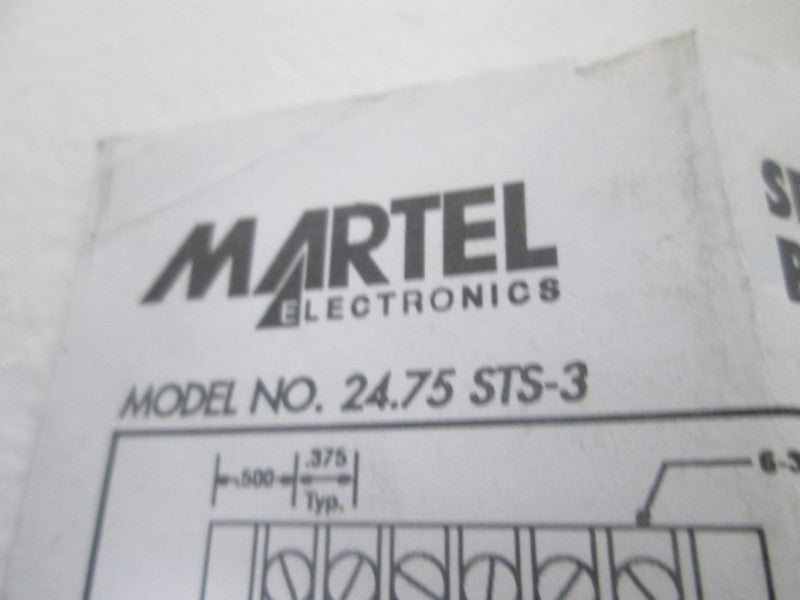 MARTEL
ELECTRONICS
MODEL NO. 24.75 STS-3
.500
.375
Typ.